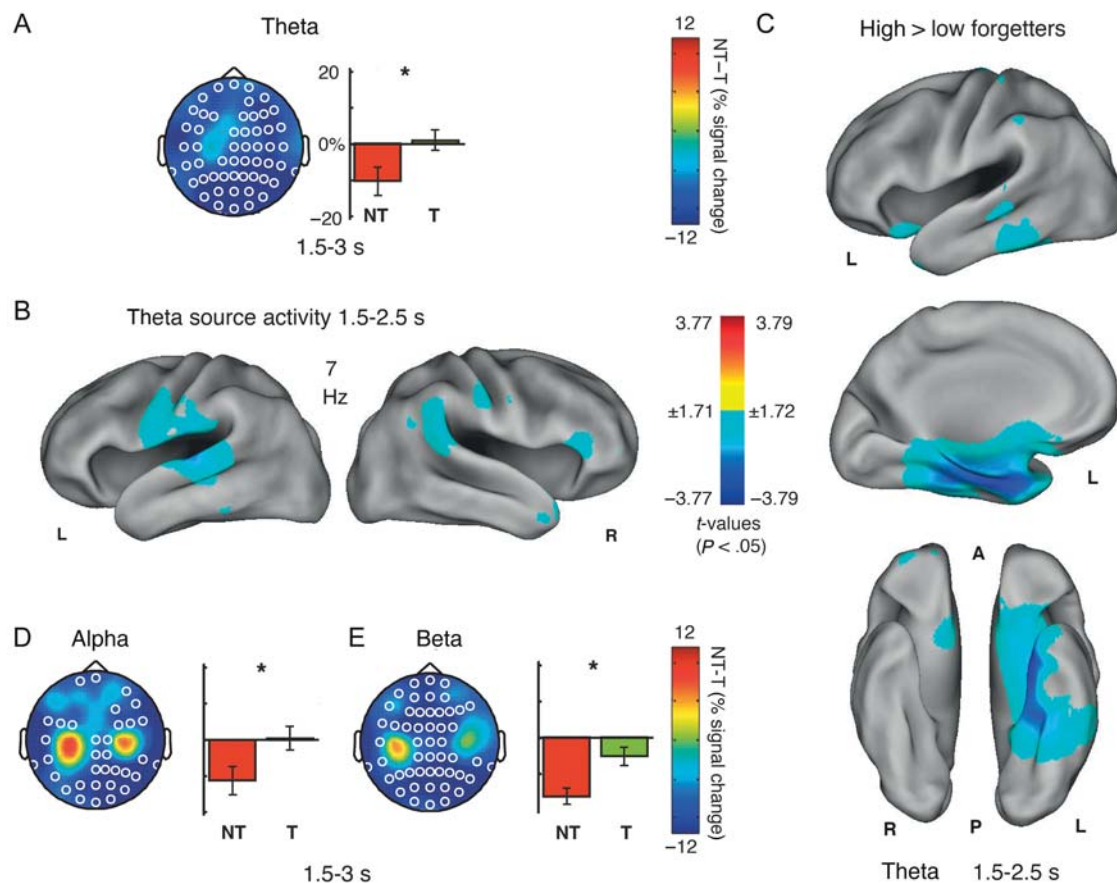 A
Theta
20
0%
−20
*
NT
T
1.5-3 s
12
NT−T (% signal change)
−12
B
Theta source activity 1.5-2.5 s
7
Hz
L
R
3.77
3.79
±1.71
±1.72
−3.77
−3.79
t-values
(P < .05)
C
High > low forgetters
L
L
A
R
P
L
Theta 1.5-2.5 s
D
Alpha
*
NT
T
E
Beta
*
NT
T
1.5-3 s
12
NT-T (% signal change)
−12